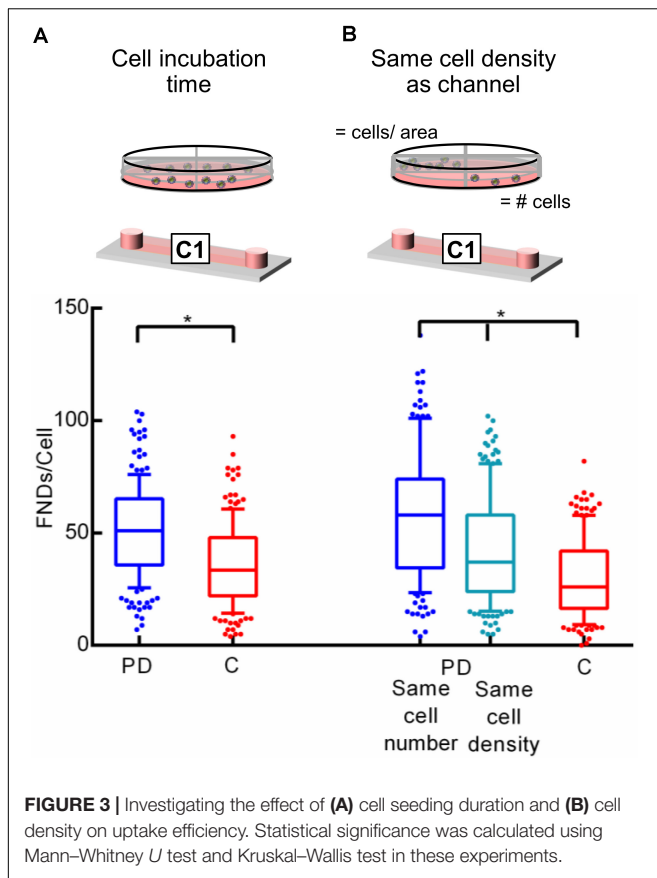 A
Cell incubation
time
B
Same cell density
as channel
= cells/ area
= # cells
C1
C1
150
100
50
0
FNDs/Cell
*
*
PD
C
PD
C
Same
cell
number
Same
cell
density
FIGURE 3 | Investigating the effect of (A) cell seeding duration and (B) cell
density on uptake efficiency. Statistical significance was calculated using
Mann–Whitney U test and Kruskal–Wallis test in these experiments.